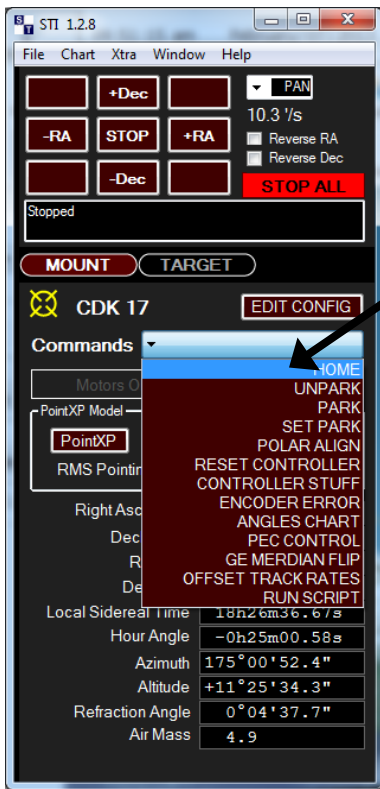 STI 1.2.8
File Chart Xtra Window Help
+Dec
PAN
10.3 '/s
-RA STOP +RA
Reverse RA
Reverse Dec
-Dec
STOP ALL
Stopped
MOUNT TARGET
CDK 17 EDIT CONFIG
Commands
HOME
Motors O
UNPARK
PointXP Model
PARK
SET PARK
PointXP
POLAR ALIGN
RMS Pointin
RESET CONTROLLER
CONTROLLER STUFF
ENCODER ERROR
Right Asc
ANGLES CHART
Dec
PEC CONTROL
R
GE MERDIAN FLIP
De
OFFSET TRACK RATES
RUN SCRIPT
Local Sidereal Time 18h26m36.67s
Hour Angle -0h25m00.58s
Azimuth 175°00'52.4"
Altitude +11°25'34.3"
Refraction Angle 0°04'37.7"
Air Mass 4.9